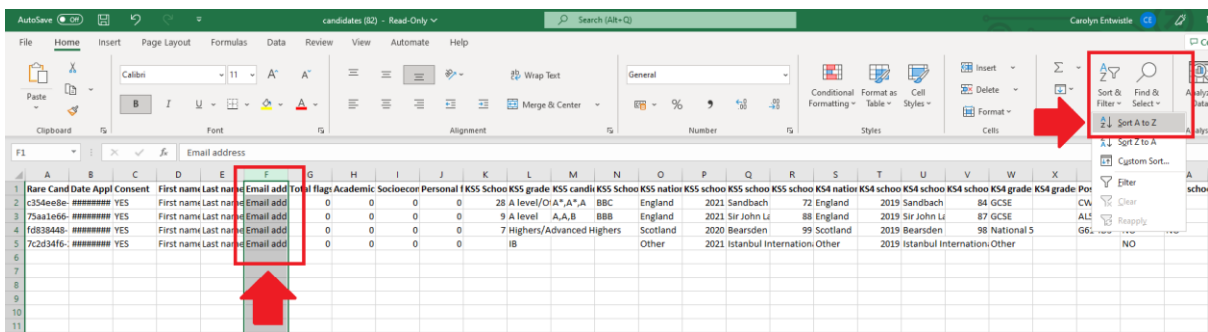 AutoSave Off candidates (82) - Read-Only Search (Alt+Q) Carolyn Entwistle CE
File Home Insert Page Layout Formulas Data Review View Automate Help
Calibri 11 A A Wrap Text General Insert
Paste B I U A Merge & Center % Conditional Formatting Format as Table Cell Styles Delete Format Sort & Filter Find & Select
Clipboard Font Alignment Number Styles Cells
Sort A to Z
Sort Z to A
Custom Sort...
Filter
Clear
Reapply
F1 fx Email address
A B C D E F G H I J K L M N O P Q R S T U V W X
1 Rare Cand Date Appl Consent First name Last name Email add Total flags Academic Socioecon Personal f KS5 Schoo KS5 grade KS5 candi KS5 Schoo KS5 nation KS5 schoo KS5 schoo KS5 schoo KS4 nation KS4 schoo KS4 schoo KS4 schoo KS4 grade KS4 grade
2 c354ee8e- ######## YES First name Last name Email add 0 0 0 0 28 A level/O A*,A*,A BBC England 2021 Sandbach 72 England 2019 Sandbach 84 GCSE
3 75aa1e66- ######## YES First name Last name Email add 0 0 0 0 9 A level A,A,B BBB England 2021 Sir John La 88 England 2019 Sir John La 87 GCSE
4 fd838448- ######## YES First name Last name Email add 0 0 0 0 7 Highers/Advanced Highers Scotland 2020 Bearsden 99 Scotland 2019 Bearsden 98 National 5
5 7c2d34f6- ######## YES First name Last name Email add 0 0 0 0 IB Other 2021 Istanbul Internation Other 2019 Istanbul Internation Other NO
6
7
8
9
10
11